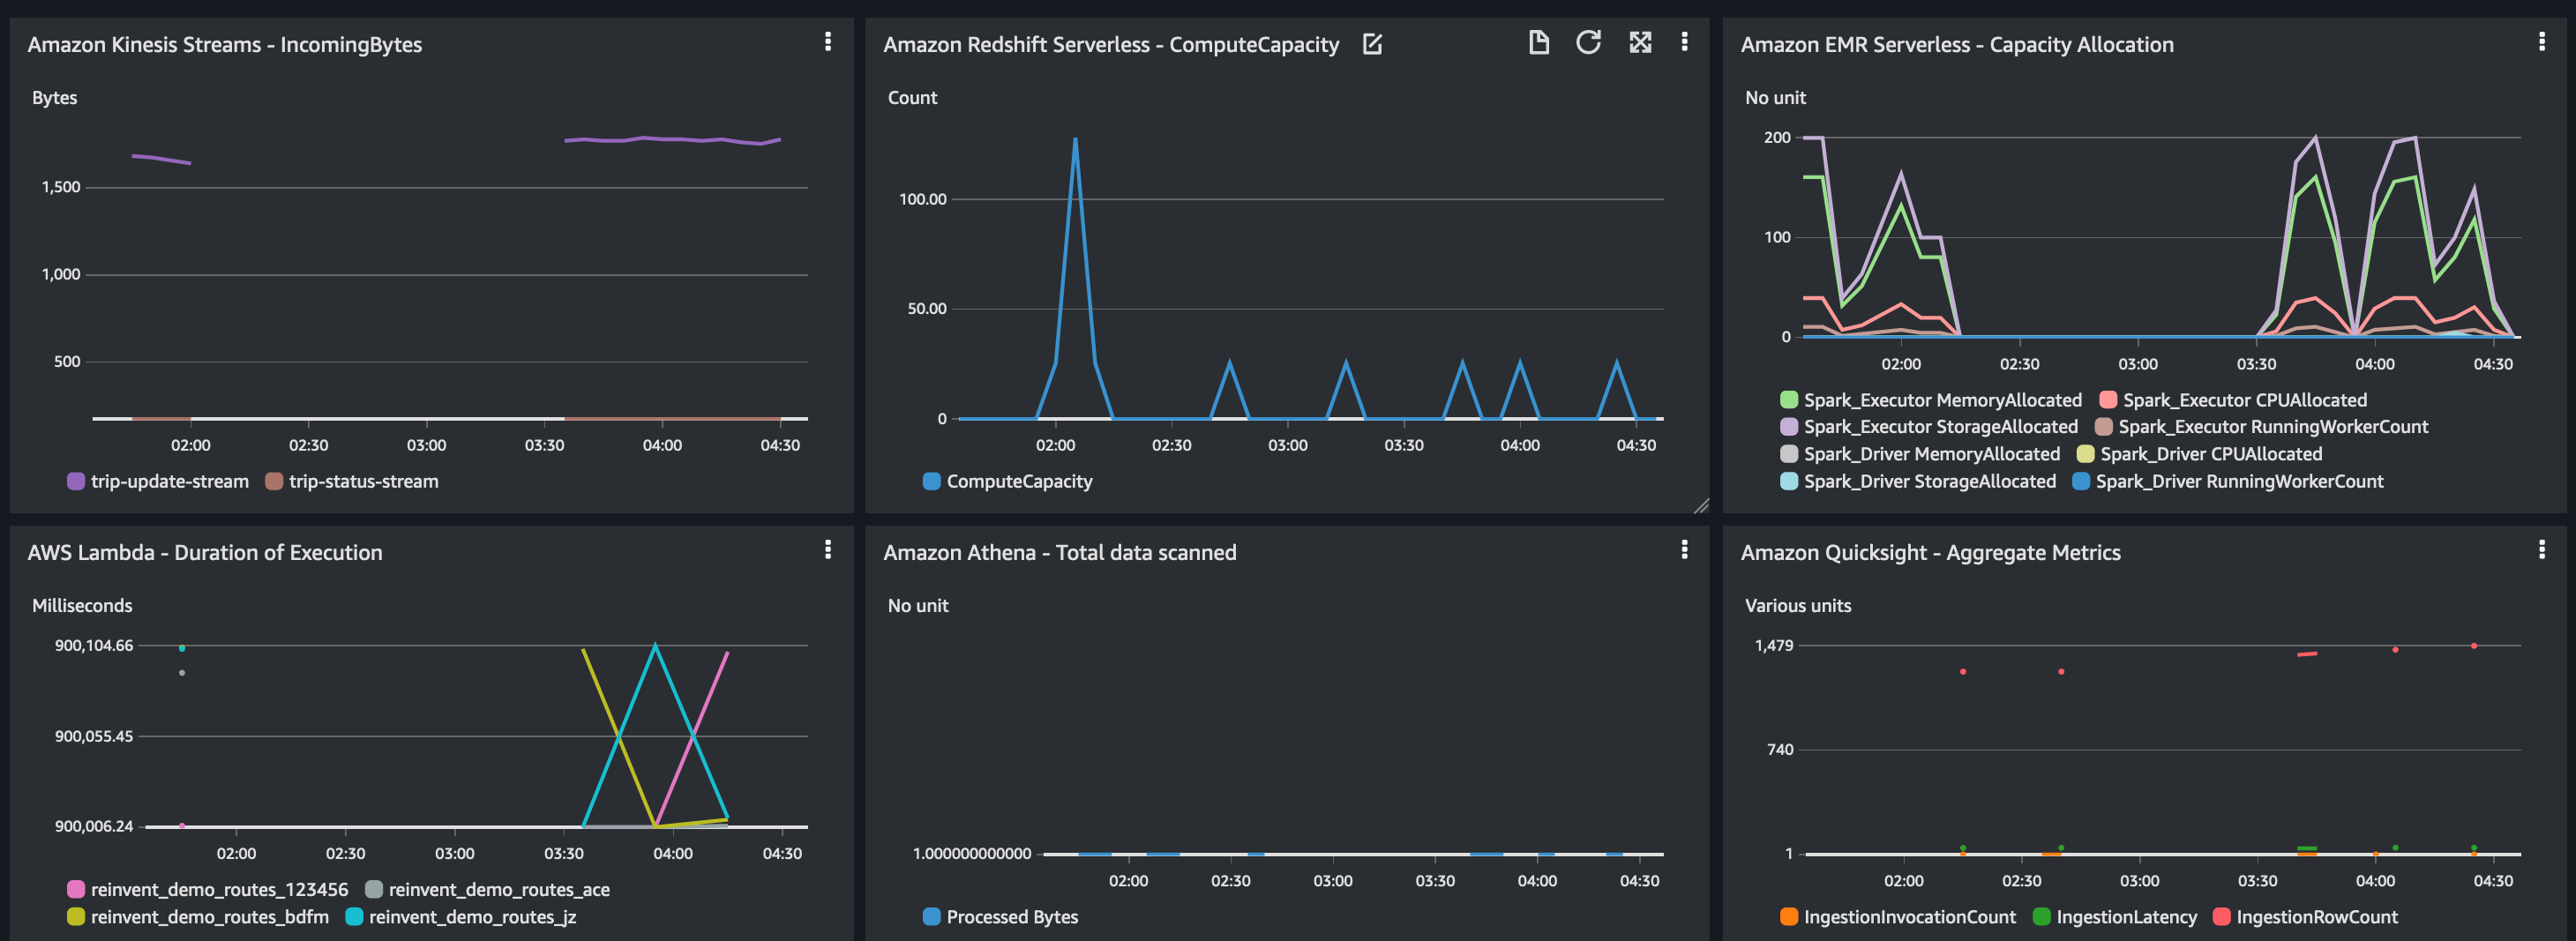 Amazon Kinesis Streams - IncomingBytes
Bytes
1,500
1,000
500
02:00 02:30 03:00 03:30 04:00 04:30
trip-update-stream trip-status-stream
Amazon Redshift Serverless - ComputeCapacity
Count
100.00
50.00
0
02:00 02:30 03:00 03:30 04:00 04:30
ComputeCapacity
Amazon EMR Serverless - Capacity Allocation
No unit
200
100
0
02:00 02:30 03:00 03:30 04:00 04:30
Spark_Executor MemoryAllocated Spark_Executor CPUAllocated
Spark_Executor StorageAllocated Spark_Executor RunningWorkerCount
Spark_Driver MemoryAllocated Spark_Driver CPUAllocated
Spark_Driver StorageAllocated Spark_Driver RunningWorkerCount
AWS Lambda - Duration of Execution
Milliseconds
900,104.66
900,055.45
900,006.24
02:00 02:30 03:00 03:30 04:00 04:30
reinvent_demo_routes_123456 reinvent_demo_routes_ace
reinvent_demo_routes_bdfm reinvent_demo_routes_jz
Amazon Athena - Total data scanned
No unit
1.000000000000
02:00 02:30 03:00 03:30 04:00 04:30
Processed Bytes
Amazon Quicksight - Aggregate Metrics
Various units
1,479
740
1
02:00 02:30 03:00 03:30 04:00 04:30
IngestionInvocationCount IngestionLatency IngestionRowCount